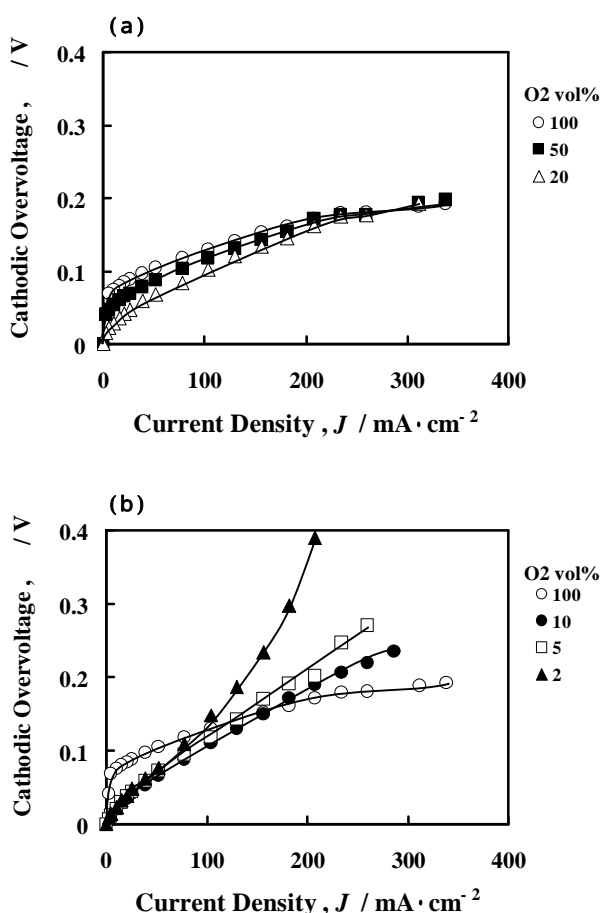 (a)
0.4
0.3
0.2
0.1
0
Cathodic Overvoltage , / V
0 100 200 300 400
Current Density , J / mA·cm-2
O2 vol%
100
50
20
(b)
0.4
0.3
0.2
0.1
0
Cathodic Overvoltage , / V
0 100 200 300 400
Current Density , J / mA·cm-2
O2 vol%
100
10
5
2